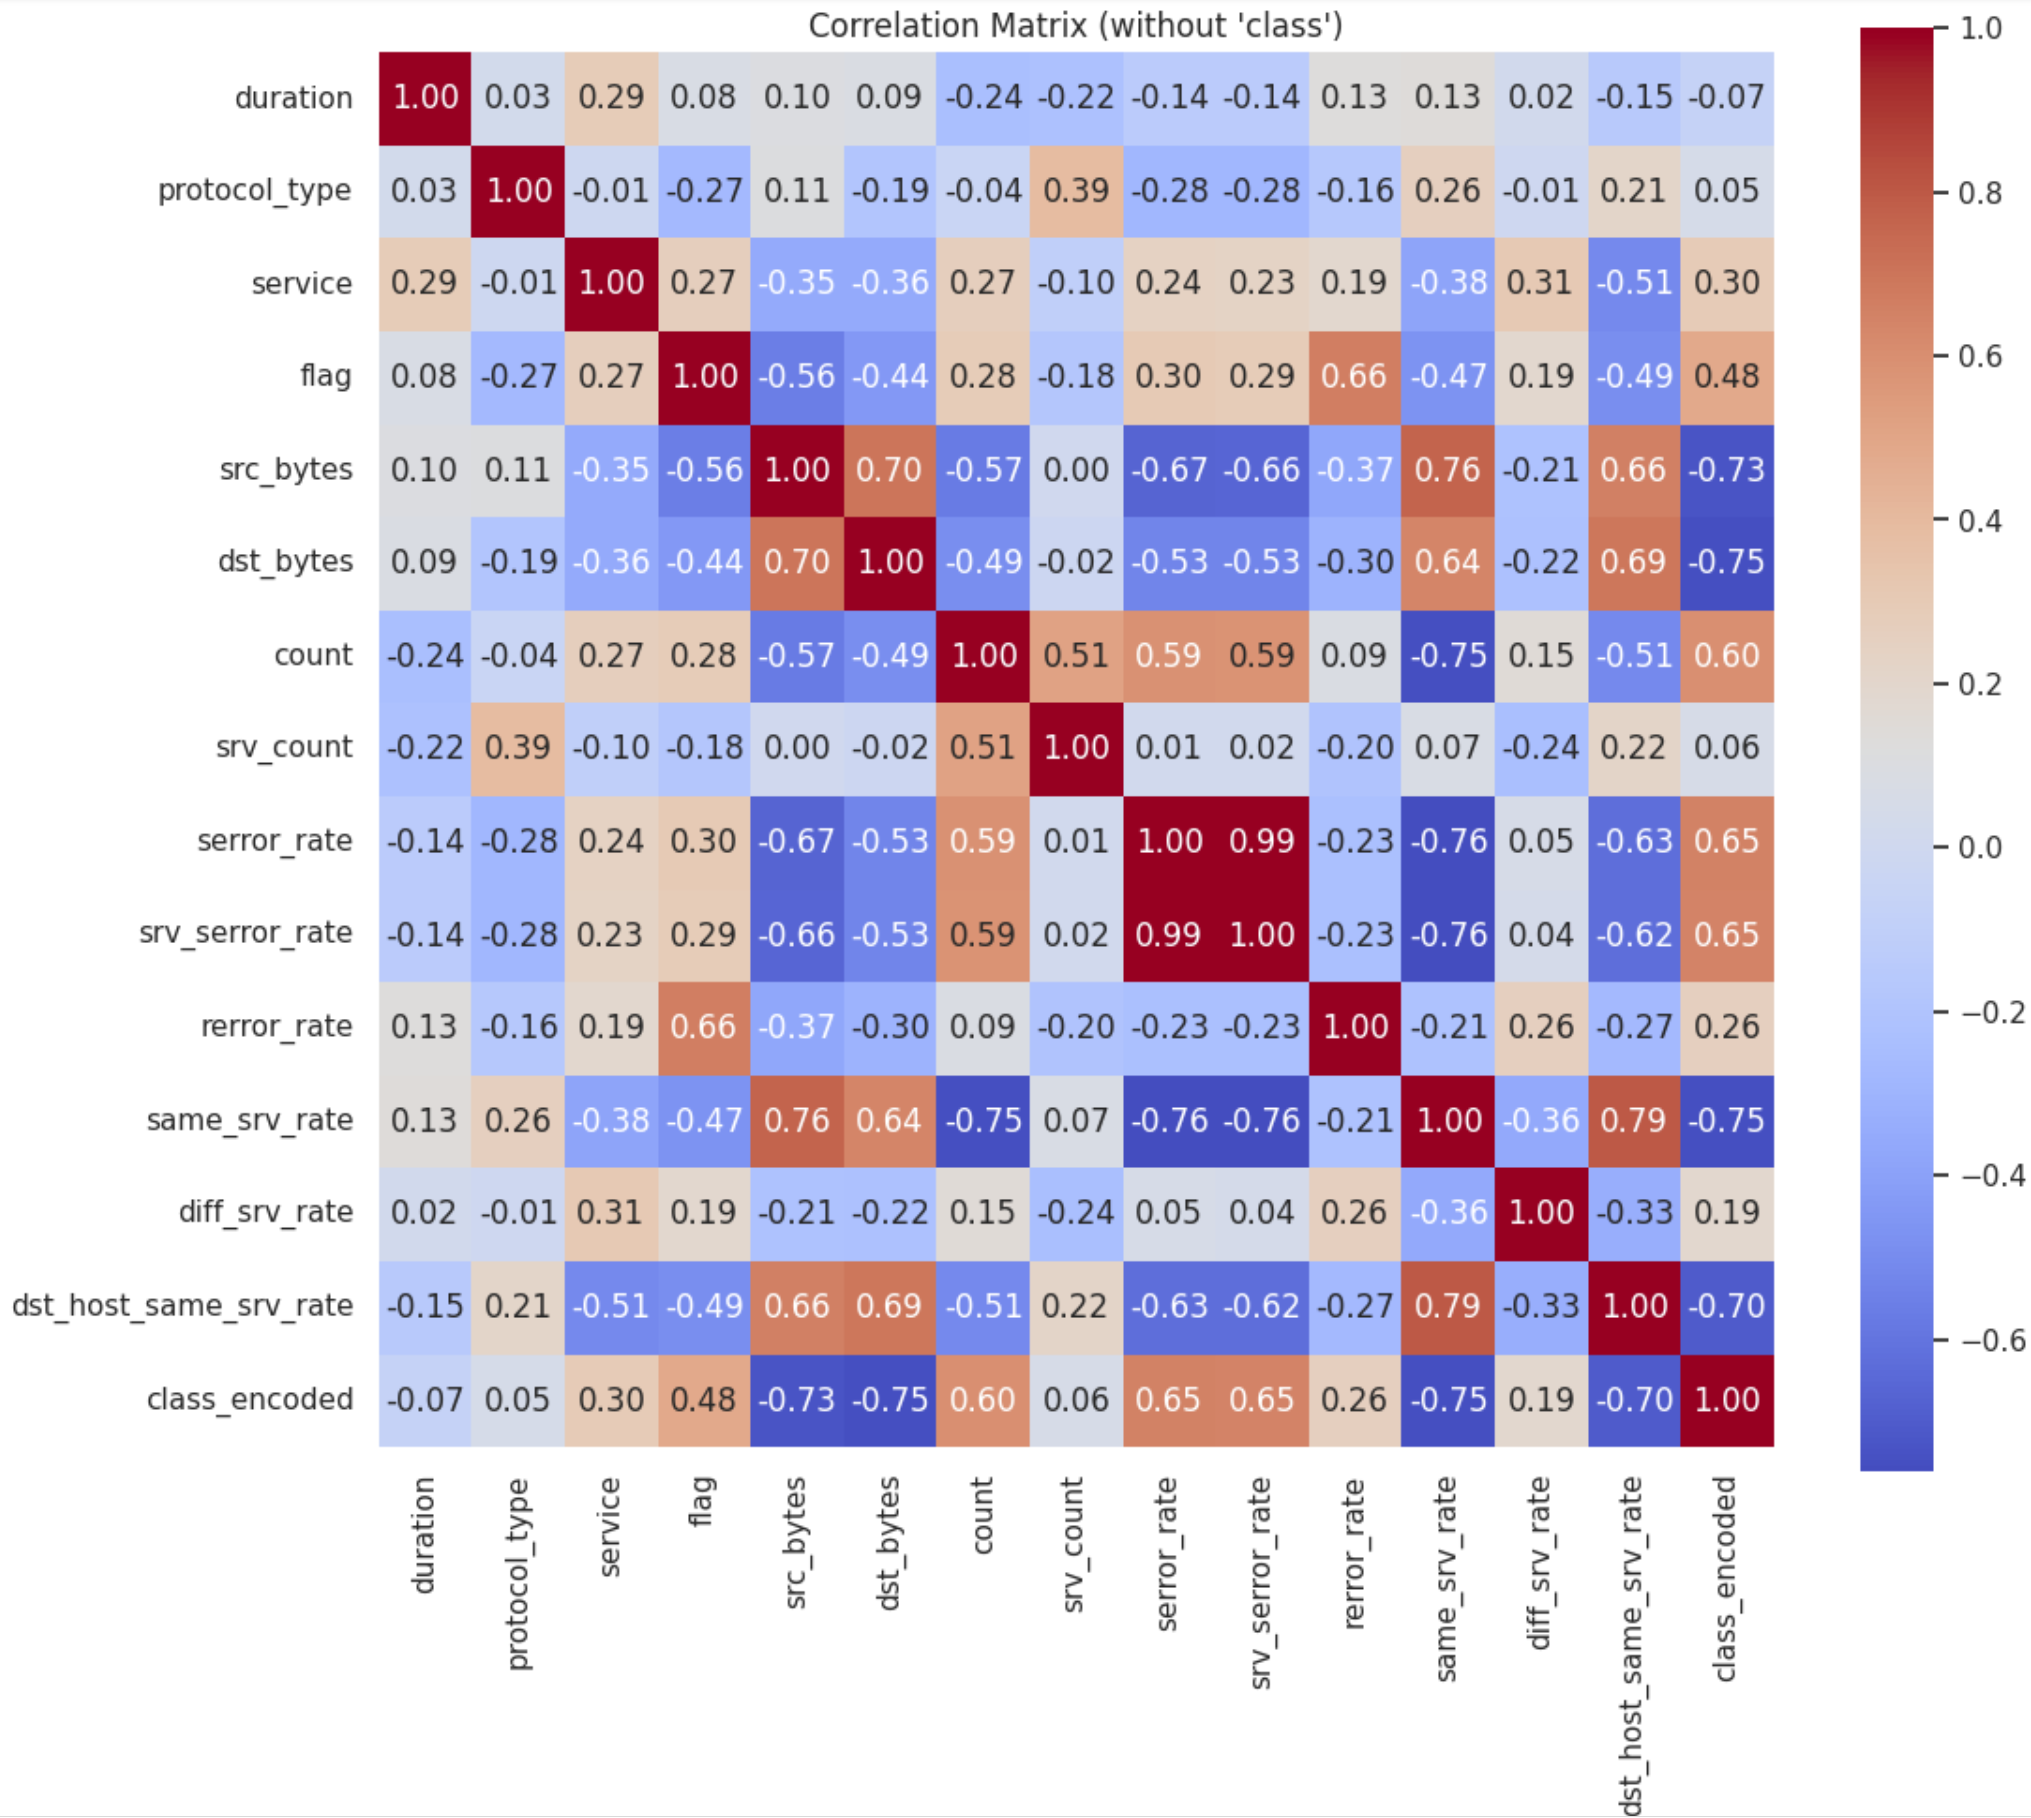 Correlation Matrix (without 'class')
duration 1.00 0.03 0.29 0.08 0.10 0.09 -0.24 -0.22 -0.14 -0.14 0.13 0.13 0.02 -0.15 -0.07
protocol_type 0.03 1.00 -0.01 -0.27 0.11 -0.19 -0.04 0.39 -0.28 -0.28 -0.16 0.26 -0.01 0.21 0.05
service 0.29 -0.01 1.00 0.27 -0.35 -0.36 0.27 -0.10 0.24 0.23 0.19 -0.38 0.31 -0.51 0.30
flag 0.08 -0.27 0.27 1.00 -0.56 -0.44 0.28 -0.18 0.30 0.29 0.66 -0.47 0.19 -0.49 0.48
src_bytes 0.10 0.11 -0.35 -0.56 1.00 0.70 -0.57 0.00 -0.67 -0.66 -0.37 0.76 -0.21 0.66 -0.73
dst_bytes 0.09 -0.19 -0.36 -0.44 0.70 1.00 -0.49 -0.02 -0.53 -0.53 -0.30 0.64 -0.22 0.69 -0.75
count -0.24 -0.04 0.27 0.28 -0.57 -0.49 1.00 0.51 0.59 0.59 0.09 -0.75 0.15 -0.51 0.60
srv_count -0.22 0.39 -0.10 -0.18 0.00 -0.02 0.51 1.00 0.01 0.02 -0.20 0.07 -0.24 0.22 0.06
serror_rate -0.14 -0.28 0.24 0.30 -0.67 -0.53 0.59 0.01 1.00 0.99 -0.23 -0.76 0.05 -0.63 0.65
srv_serror_rate -0.14 -0.28 0.23 0.29 -0.66 -0.53 0.59 0.02 0.99 1.00 -0.23 -0.76 0.04 -0.62 0.65
rerror_rate 0.13 -0.16 0.19 0.66 -0.37 -0.30 0.09 -0.20 -0.23 -0.23 1.00 -0.21 0.26 -0.27 0.26
same_srv_rate 0.13 0.26 -0.38 -0.47 0.76 0.64 -0.75 0.07 -0.76 -0.76 -0.21 1.00 -0.36 0.79 -0.75
diff_srv_rate 0.02 -0.01 0.31 0.19 -0.21 -0.22 0.15 -0.24 0.05 0.04 0.26 -0.36 1.00 -0.33 0.19
dst_host_same_srv_rate -0.15 0.21 -0.51 -0.49 0.66 0.69 -0.51 0.22 -0.63 -0.62 -0.27 0.79 -0.33 1.00 -0.70
class_encoded -0.07 0.05 0.30 0.48 -0.73 -0.75 0.60 0.06 0.65 0.65 0.26 -0.75 0.19 -0.70 1.00
duration
protocol_type
service
flag
src_bytes
dst_bytes
count
srv_count
serror_rate
srv_serror_rate
rerror_rate
same_srv_rate
diff_srv_rate
dst_host_same_srv_rate
class_encoded
1.0
0.8
0.6
0.4
0.2
0.0
−0.2
−0.4
−0.6